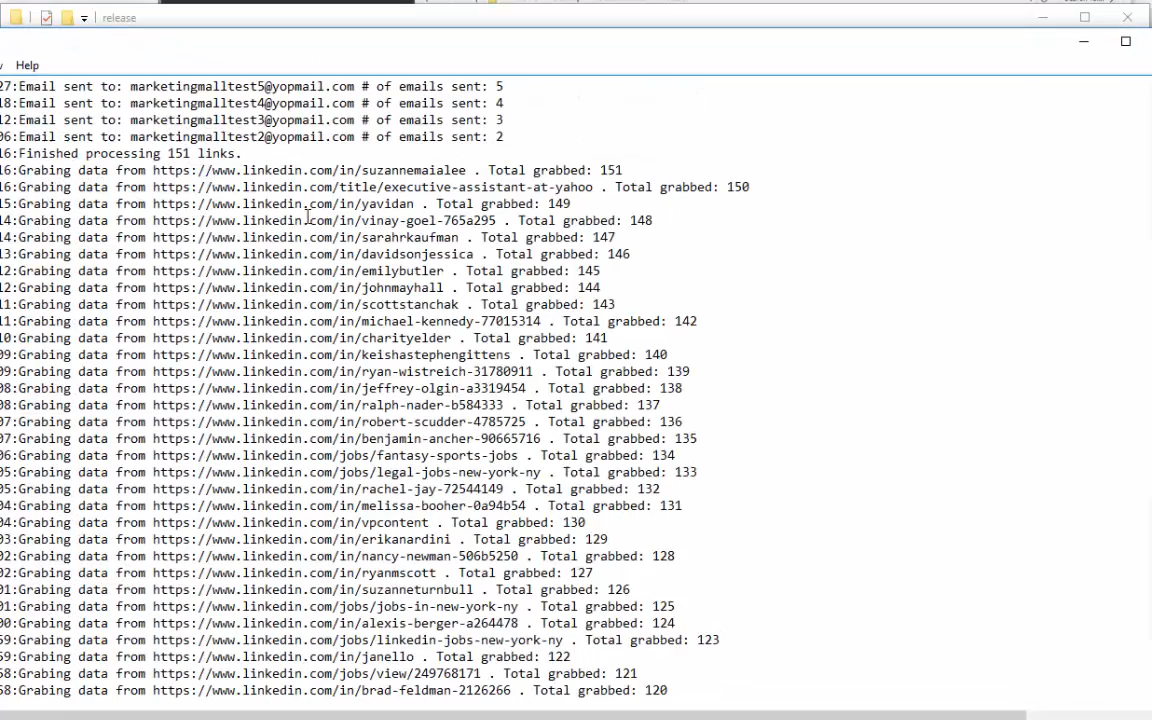 release
Help
27:Email sent to: marketingmalltest5@yopmail.com # of emails sent: 5
18:Email sent to: marketingmalltest4@yopmail.com # of emails sent: 4
12:Email sent to: marketingmalltest3@yopmail.com # of emails sent: 3
06:Email sent to: marketingmalltest2@yopmail.com # of emails sent: 2
16:Finished processing 151 links.
16:Grabing data from https://www.linkedin.com/in/suzannemaialee . Total grabbed: 151
16:Grabing data from https://www.linkedin.com/title/executive-assistant-at-yahoo . Total grabbed: 150
15:Grabing data from https://www.linkedin.com/in/yavidan . Total grabbed: 149
14:Grabing data from https://www.linkedin.com/in/vinay-goel-765a295 . Total grabbed: 148
14:Grabing data from https://www.linkedin.com/in/sarahrkaufman . Total grabbed: 147
13:Grabing data from https://www.linkedin.com/in/davidsonjessica . Total grabbed: 146
12:Grabing data from https://www.linkedin.com/in/emilybutler . Total grabbed: 145
12:Grabing data from https://www.linkedin.com/in/johnmayhall . Total grabbed: 144
11:Grabing data from https://www.linkedin.com/in/scottstanchak . Total grabbed: 143
11:Grabing data from https://www.linkedin.com/in/michael-kennedy-77015314 . Total grabbed: 142
10:Grabing data from https://www.linkedin.com/in/charityelder . Total grabbed: 141
09:Grabing data from https://www.linkedin.com/in/keishastephengittens . Total grabbed: 140
09:Grabing data from https://www.linkedin.com/in/ryan-wistreich-31780911 . Total grabbed: 139
08:Grabing data from https://www.linkedin.com/in/jeffrey-olgin-a3319454 . Total grabbed: 138
08:Grabing data from https://www.linkedin.com/in/ralph-nader-b584333 . Total grabbed: 137
07:Grabing data from https://www.linkedin.com/in/robert-scudder-4785725 . Total grabbed: 136
07:Grabing data from https://www.linkedin.com/in/benjamin-ancher-90665716 . Total grabbed: 135
06:Grabing data from https://www.linkedin.com/jobs/fantasy-sports-jobs . Total grabbed: 134
05:Grabing data from https://www.linkedin.com/jobs/legal-jobs-new-york-ny . Total grabbed: 133
05:Grabing data from https://www.linkedin.com/in/rachel-jay-72544149 . Total grabbed: 132
04:Grabing data from https://www.linkedin.com/in/melissa-booher-0a94b54 . Total grabbed: 131
04:Grabing data from https://www.linkedin.com/in/vpcontent . Total grabbed: 130
03:Grabing data from https://www.linkedin.com/in/erikanardini . Total grabbed: 129
02:Grabing data from https://www.linkedin.com/in/nancy-newman-506b5250 . Total grabbed: 128
02:Grabing data from https://www.linkedin.com/in/ryanmscott . Total grabbed: 127
01:Grabing data from https://www.linkedin.com/in/suzanneturnbull . Total grabbed: 126
01:Grabing data from https://www.linkedin.com/jobs/jobs-in-new-york-ny . Total grabbed: 125
00:Grabing data from https://www.linkedin.com/in/alexis-berger-a264478 . Total grabbed: 124
59:Grabing data from https://www.linkedin.com/jobs/linkedin-jobs-new-york-ny . Total grabbed: 123
59:Grabing data from https://www.linkedin.com/in/janello . Total grabbed: 122
58:Grabing data from https://www.linkedin.com/jobs/view/249768171 . Total grabbed: 121
58:Grabing data from https://www.linkedin.com/in/brad-feldman-2126266 . Total grabbed: 120